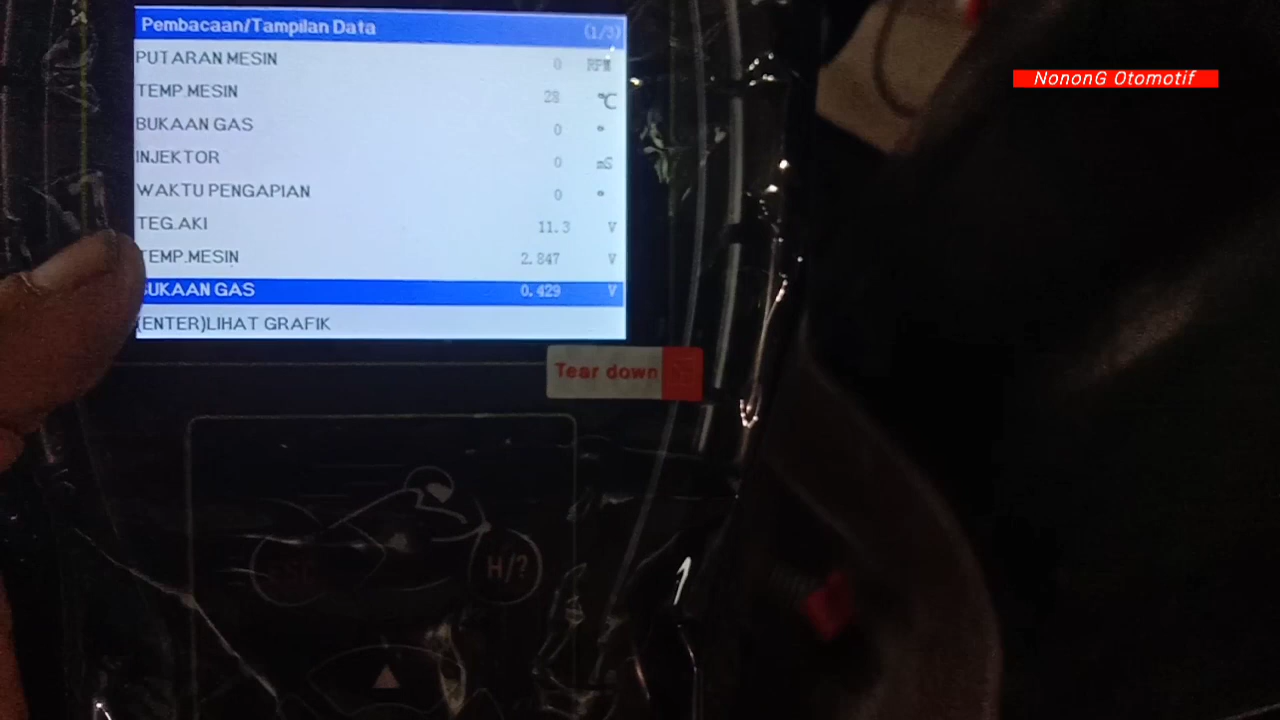 Pembacaan/Tampilan Data (1/3)
PUTARAN MESIN 0 RPM
TEMP.MESIN 28 ℃
BUKAAN GAS 0 °
INJEKTOR 0 mS
WAKTU PENGAPIAN 0 °
TEG.AKI 11.3 V
TEMP.MESIN 2.847 V
BUKAAN GAS 0.429 V
(ENTER)LIHAT GRAFIK
NononG Otomotif
Tear down
ESC
H/?